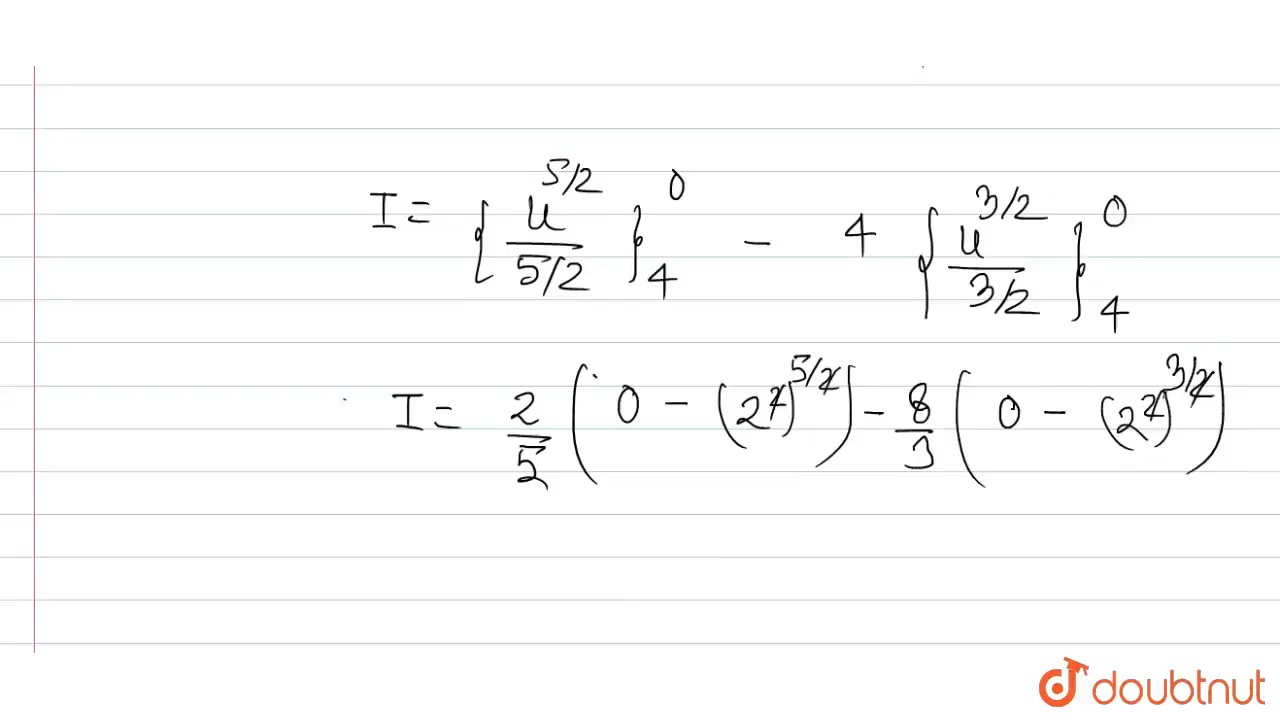 I = { u^5/2 / 5/2 }_4^0 - 4 { u^3/2 / 3/2 }_4^0
I = 2/5 ( 0 - (2^2)^5/2 ) - 8/3 ( 0 - (2^2)^3/2 )
doubtnut